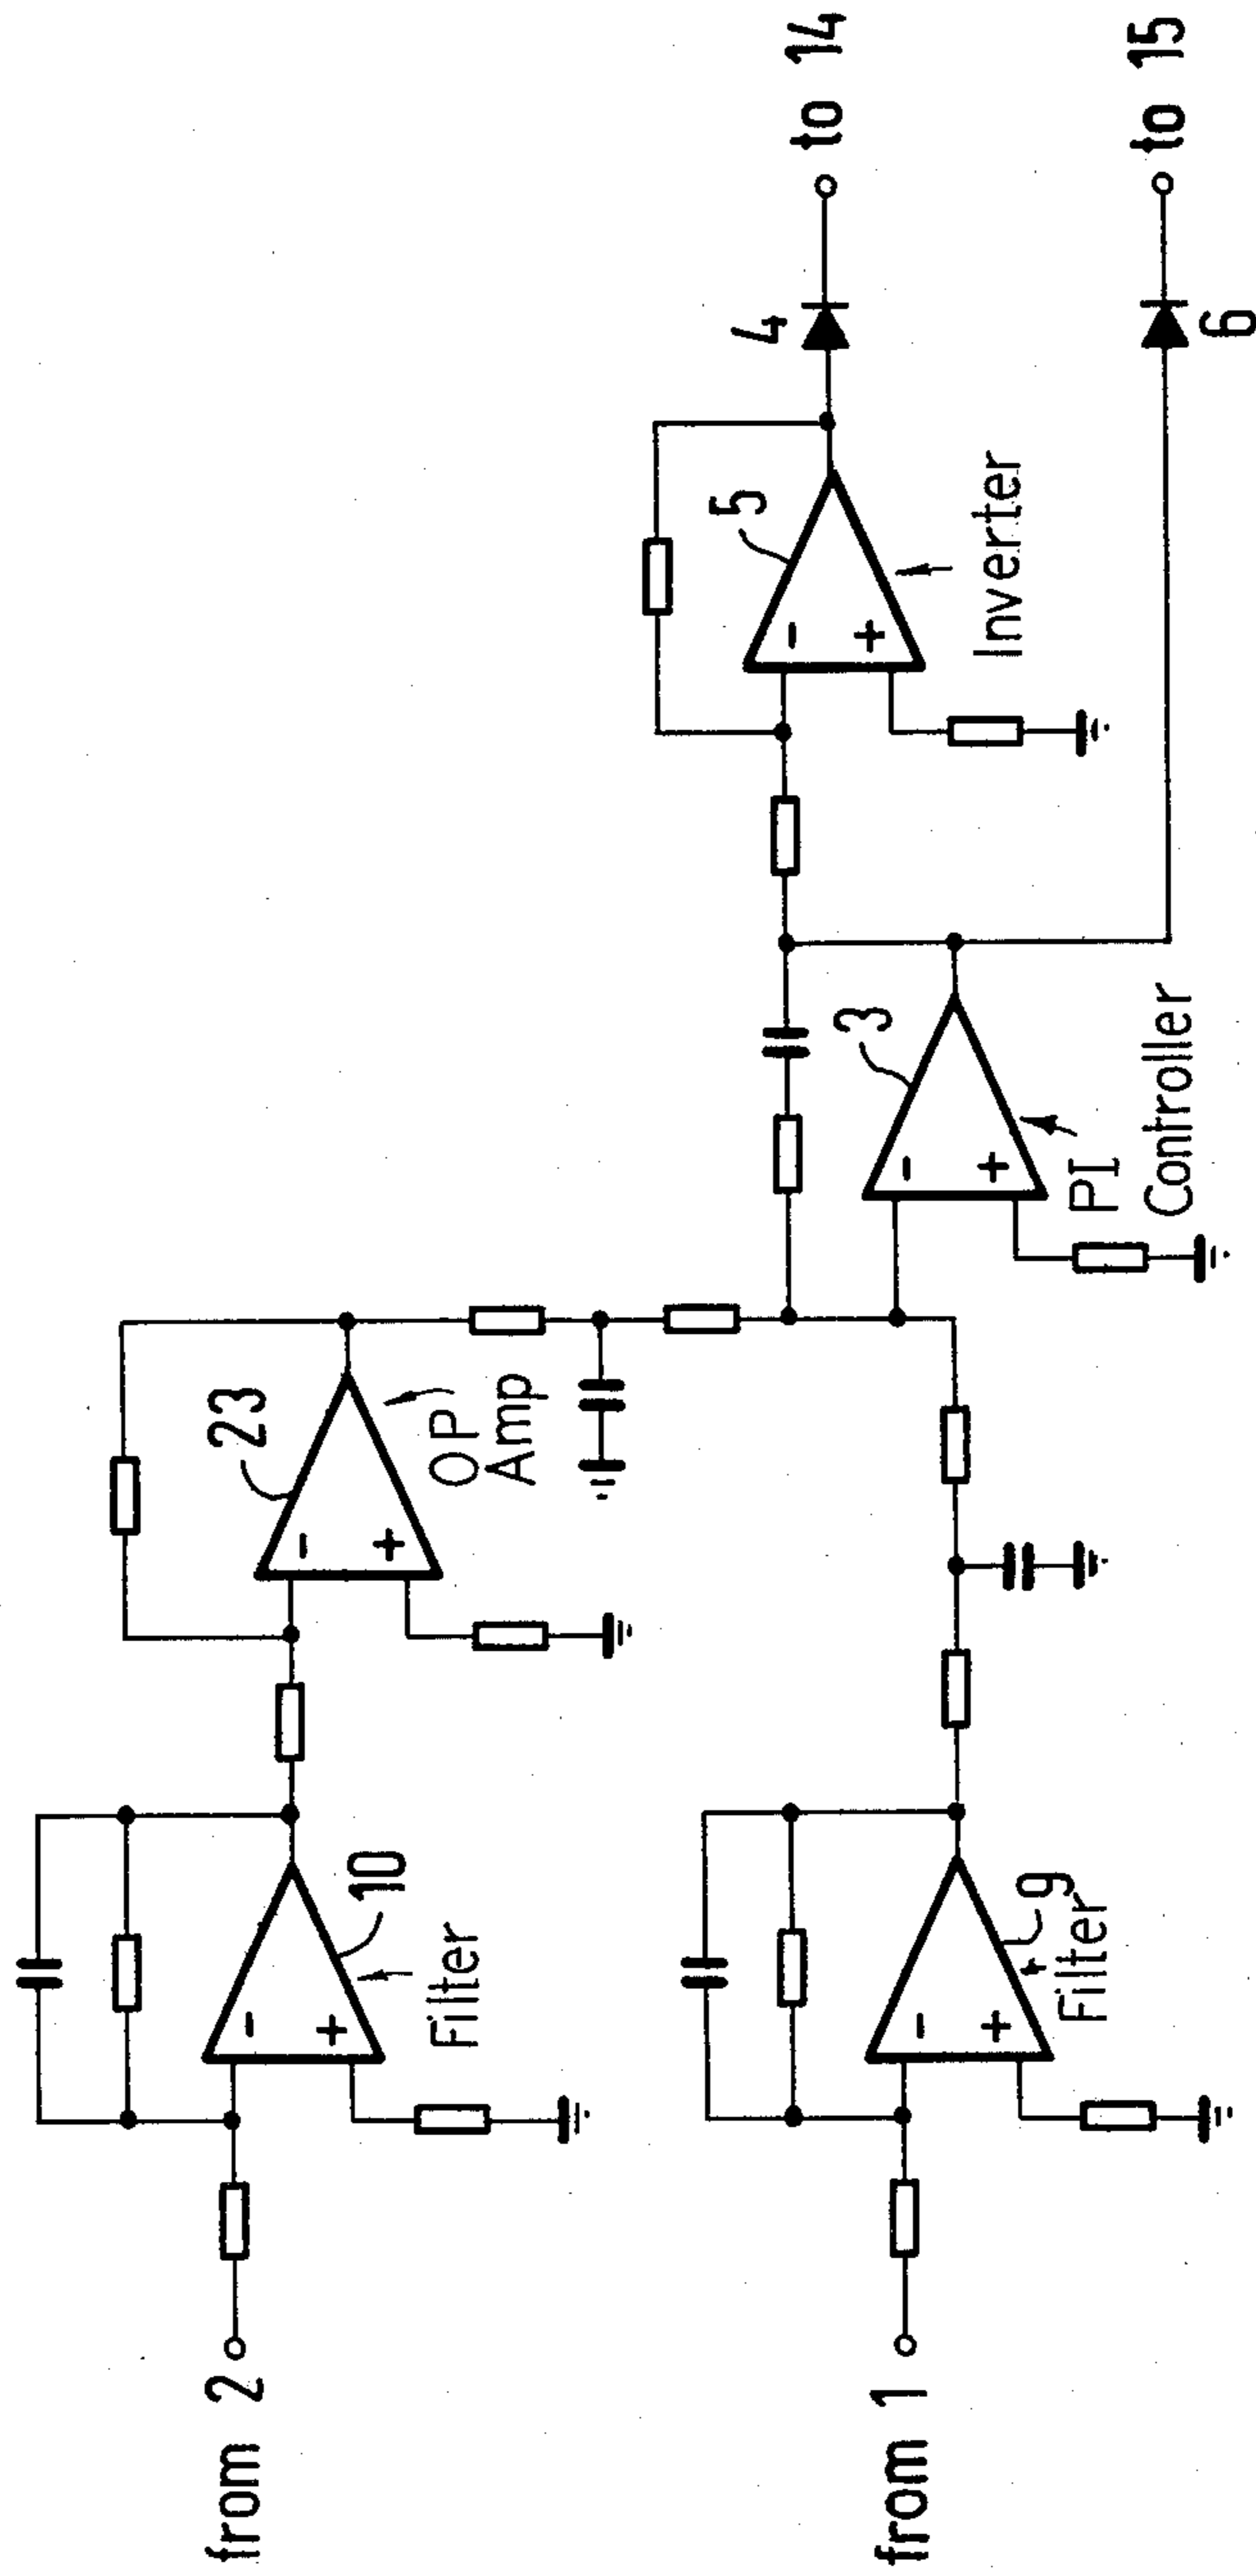 from 2
-
+
10
Filter
-
+
23
OP
Amp
from 1
-
+
9
Filter
-
+
3
PI
Controller
-
+
5
Inverter
4
to 14
6
to 15